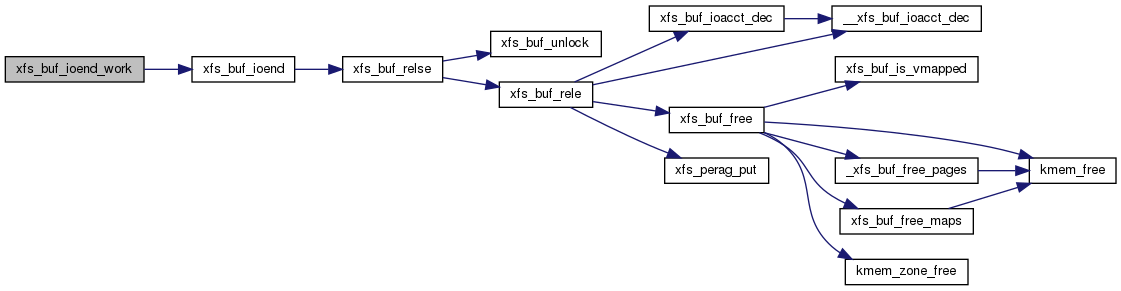 xfs_buf_ioend_work
xfs_buf_ioend
xfs_buf_relse
xfs_buf_unlock
xfs_buf_rele
xfs_buf_ioacct_dec
__xfs_buf_ioacct_dec
xfs_buf_free
xfs_perag_put
xfs_buf_is_vmapped
_xfs_buf_free_pages
xfs_buf_free_maps
kmem_zone_free
kmem_free